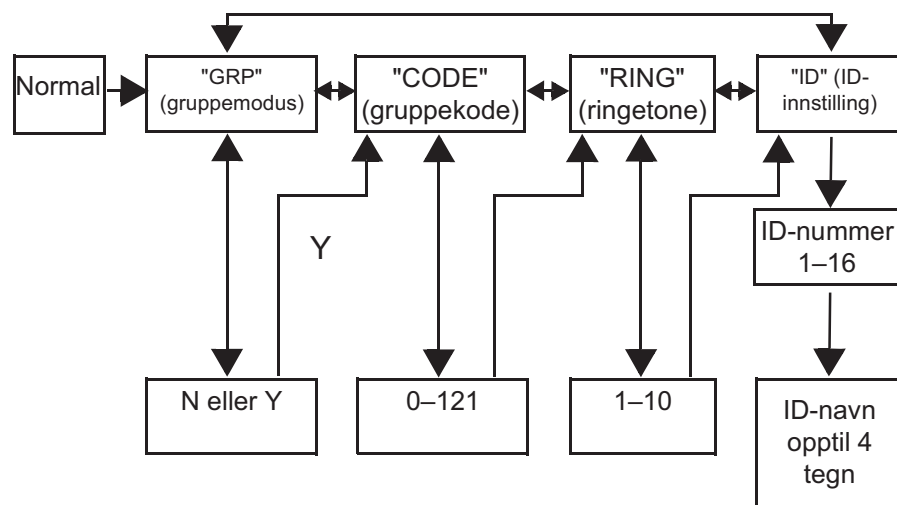 Normal
"GRP"
(gruppemodus)
"CODE"
(gruppekode)
"RING"
(ringetone)
"ID" (ID-
innstilling)
Y
ID-nummer
1–16
N eller Y
0–121
1–10
ID-navn
opptil 4
tegn